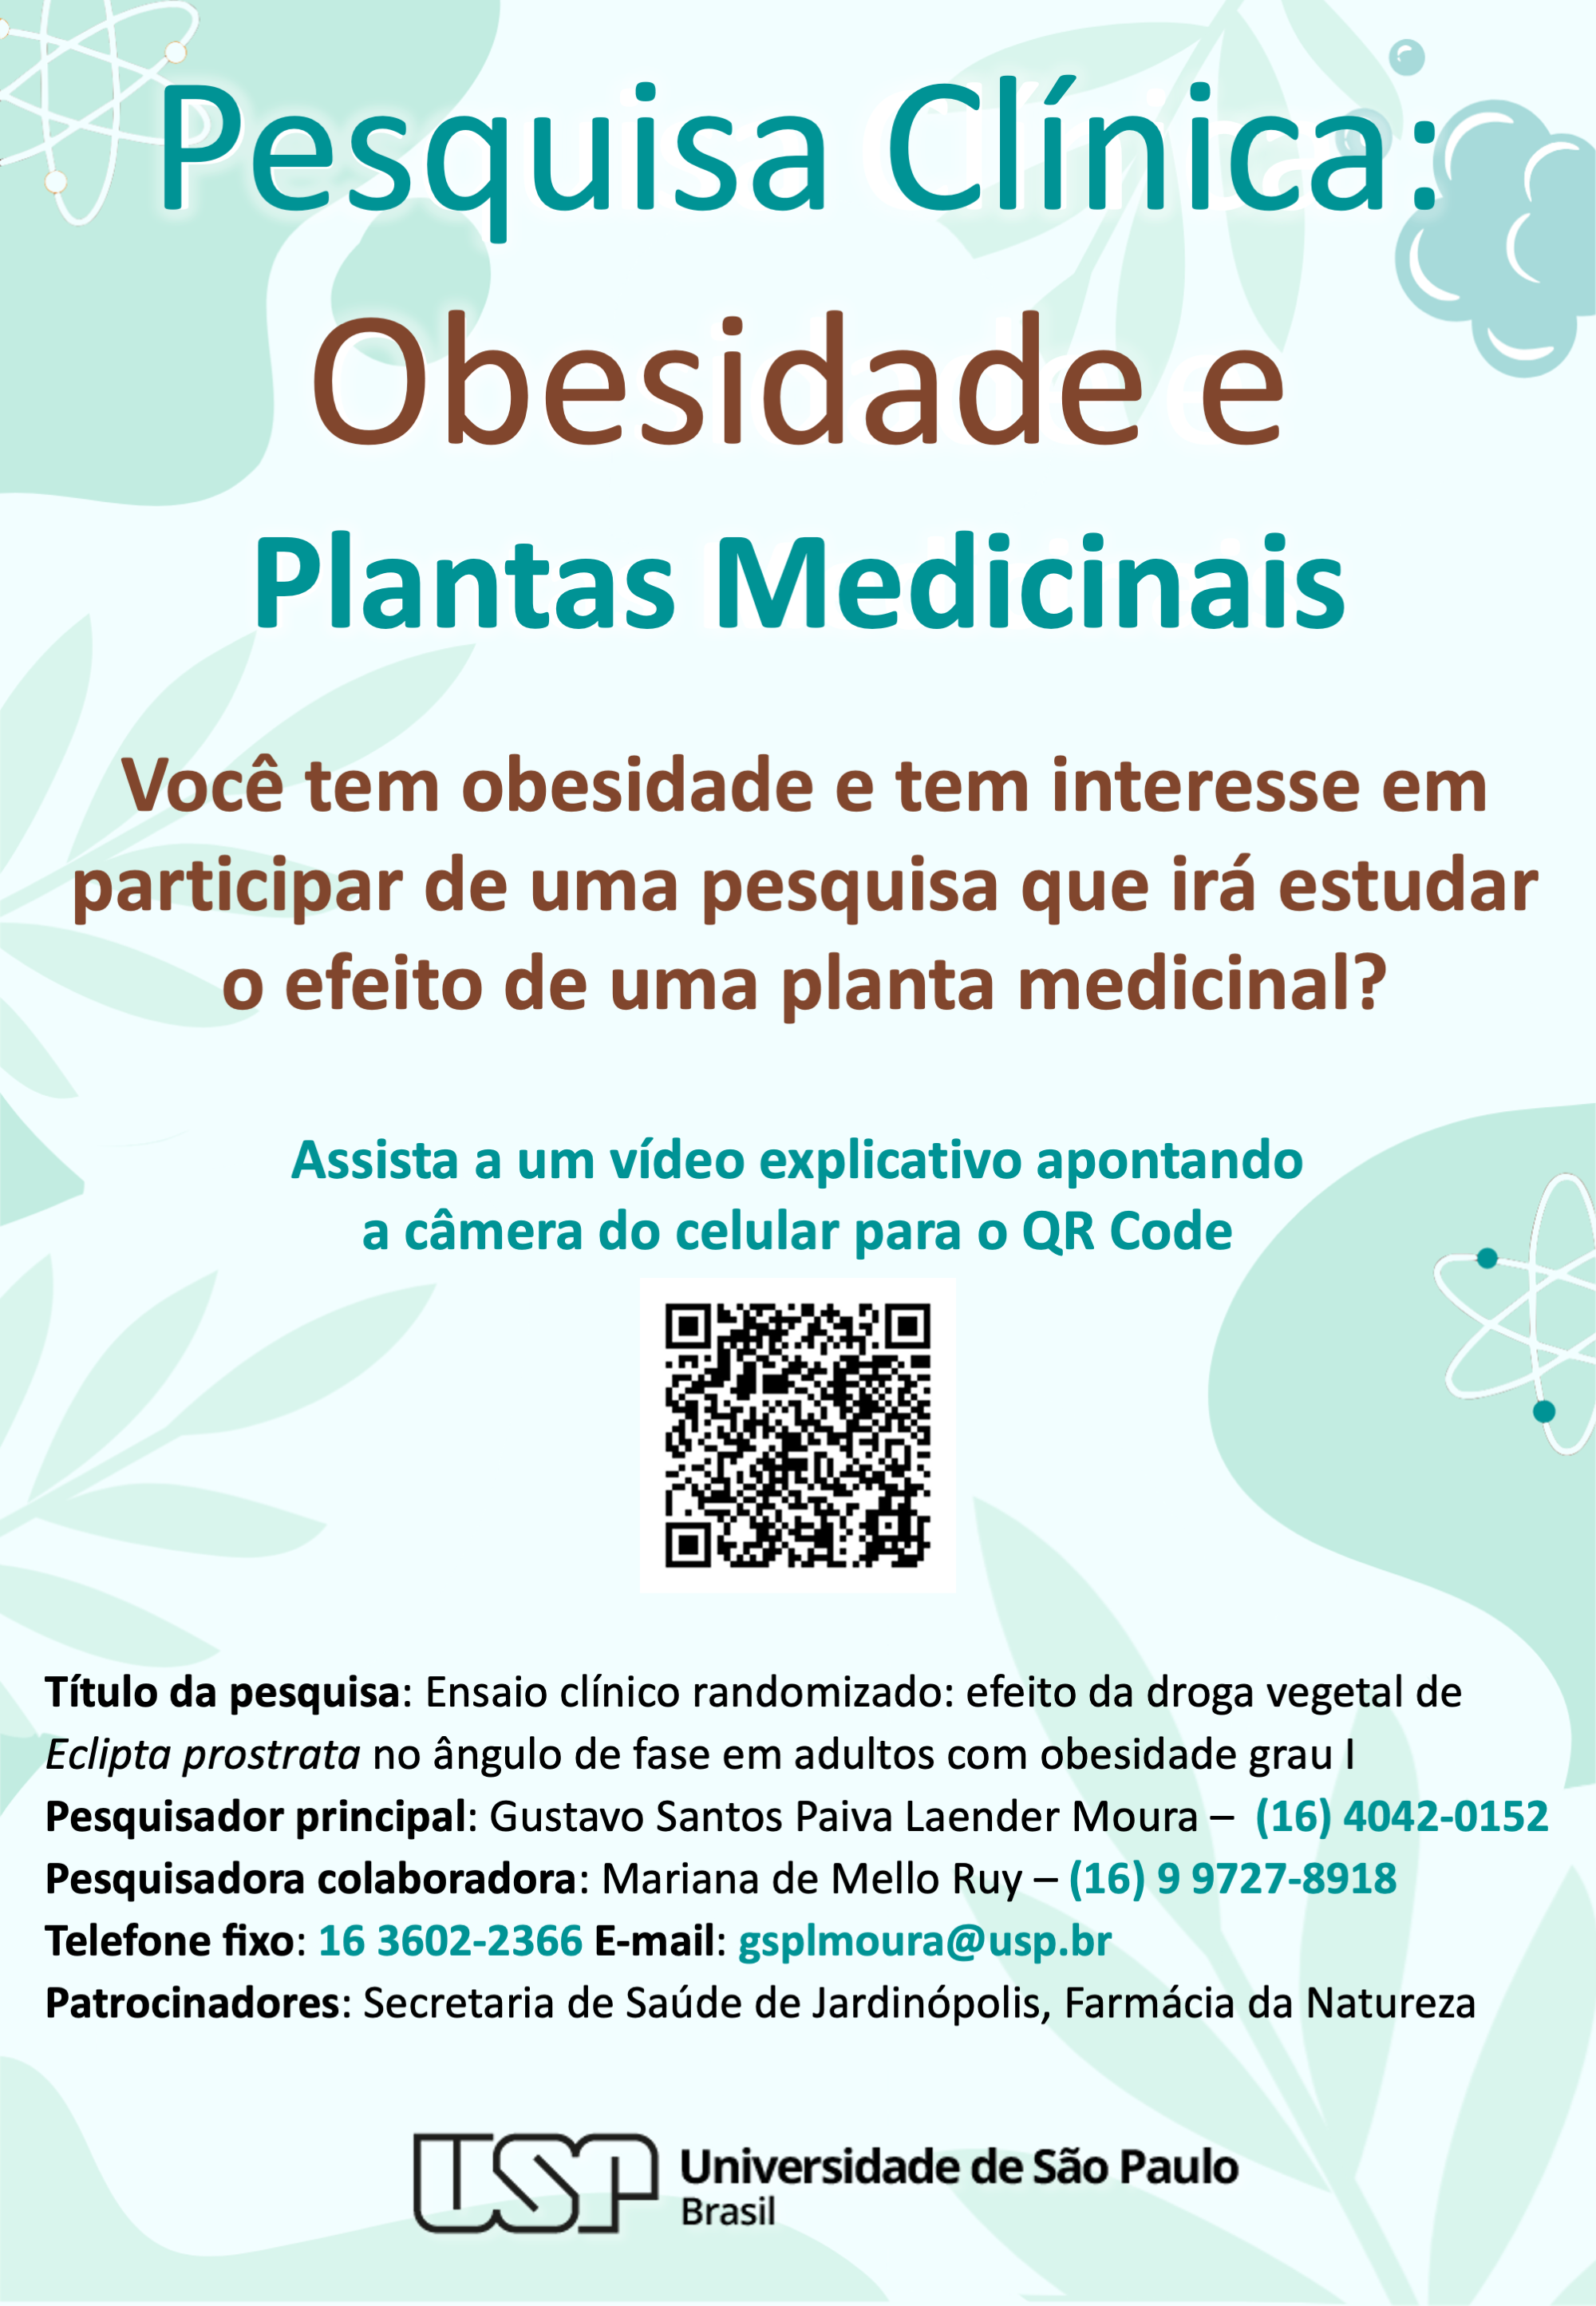 Pesquisa Clínica:
Obesidade e
Plantas Medicinais
Você tem obesidade e tem interesse em
participar de uma pesquisa que irá estudar
o efeito de uma planta medicinal?
Assista a um vídeo explicativo apontando
a câmera do celular para o QR Code
Título da pesquisa: Ensaio clínico randomizado: efeito da droga vegetal de
Eclipta prostrata no ângulo de fase em adultos com obesidade grau I
Pesquisador principal: Gustavo Santos Paiva Laender Moura – (16) 4042-0152
Pesquisadora colaboradora: Mariana de Mello Ruy – (16) 9 9727-8918
Telefone fixo: 16 3602-2366 E-mail: gsplmoura@usp.br
Patrocinadores: Secretaria de Saúde de Jardinópolis, Farmácia da Natureza
USP Universidade de São Paulo
Brasil